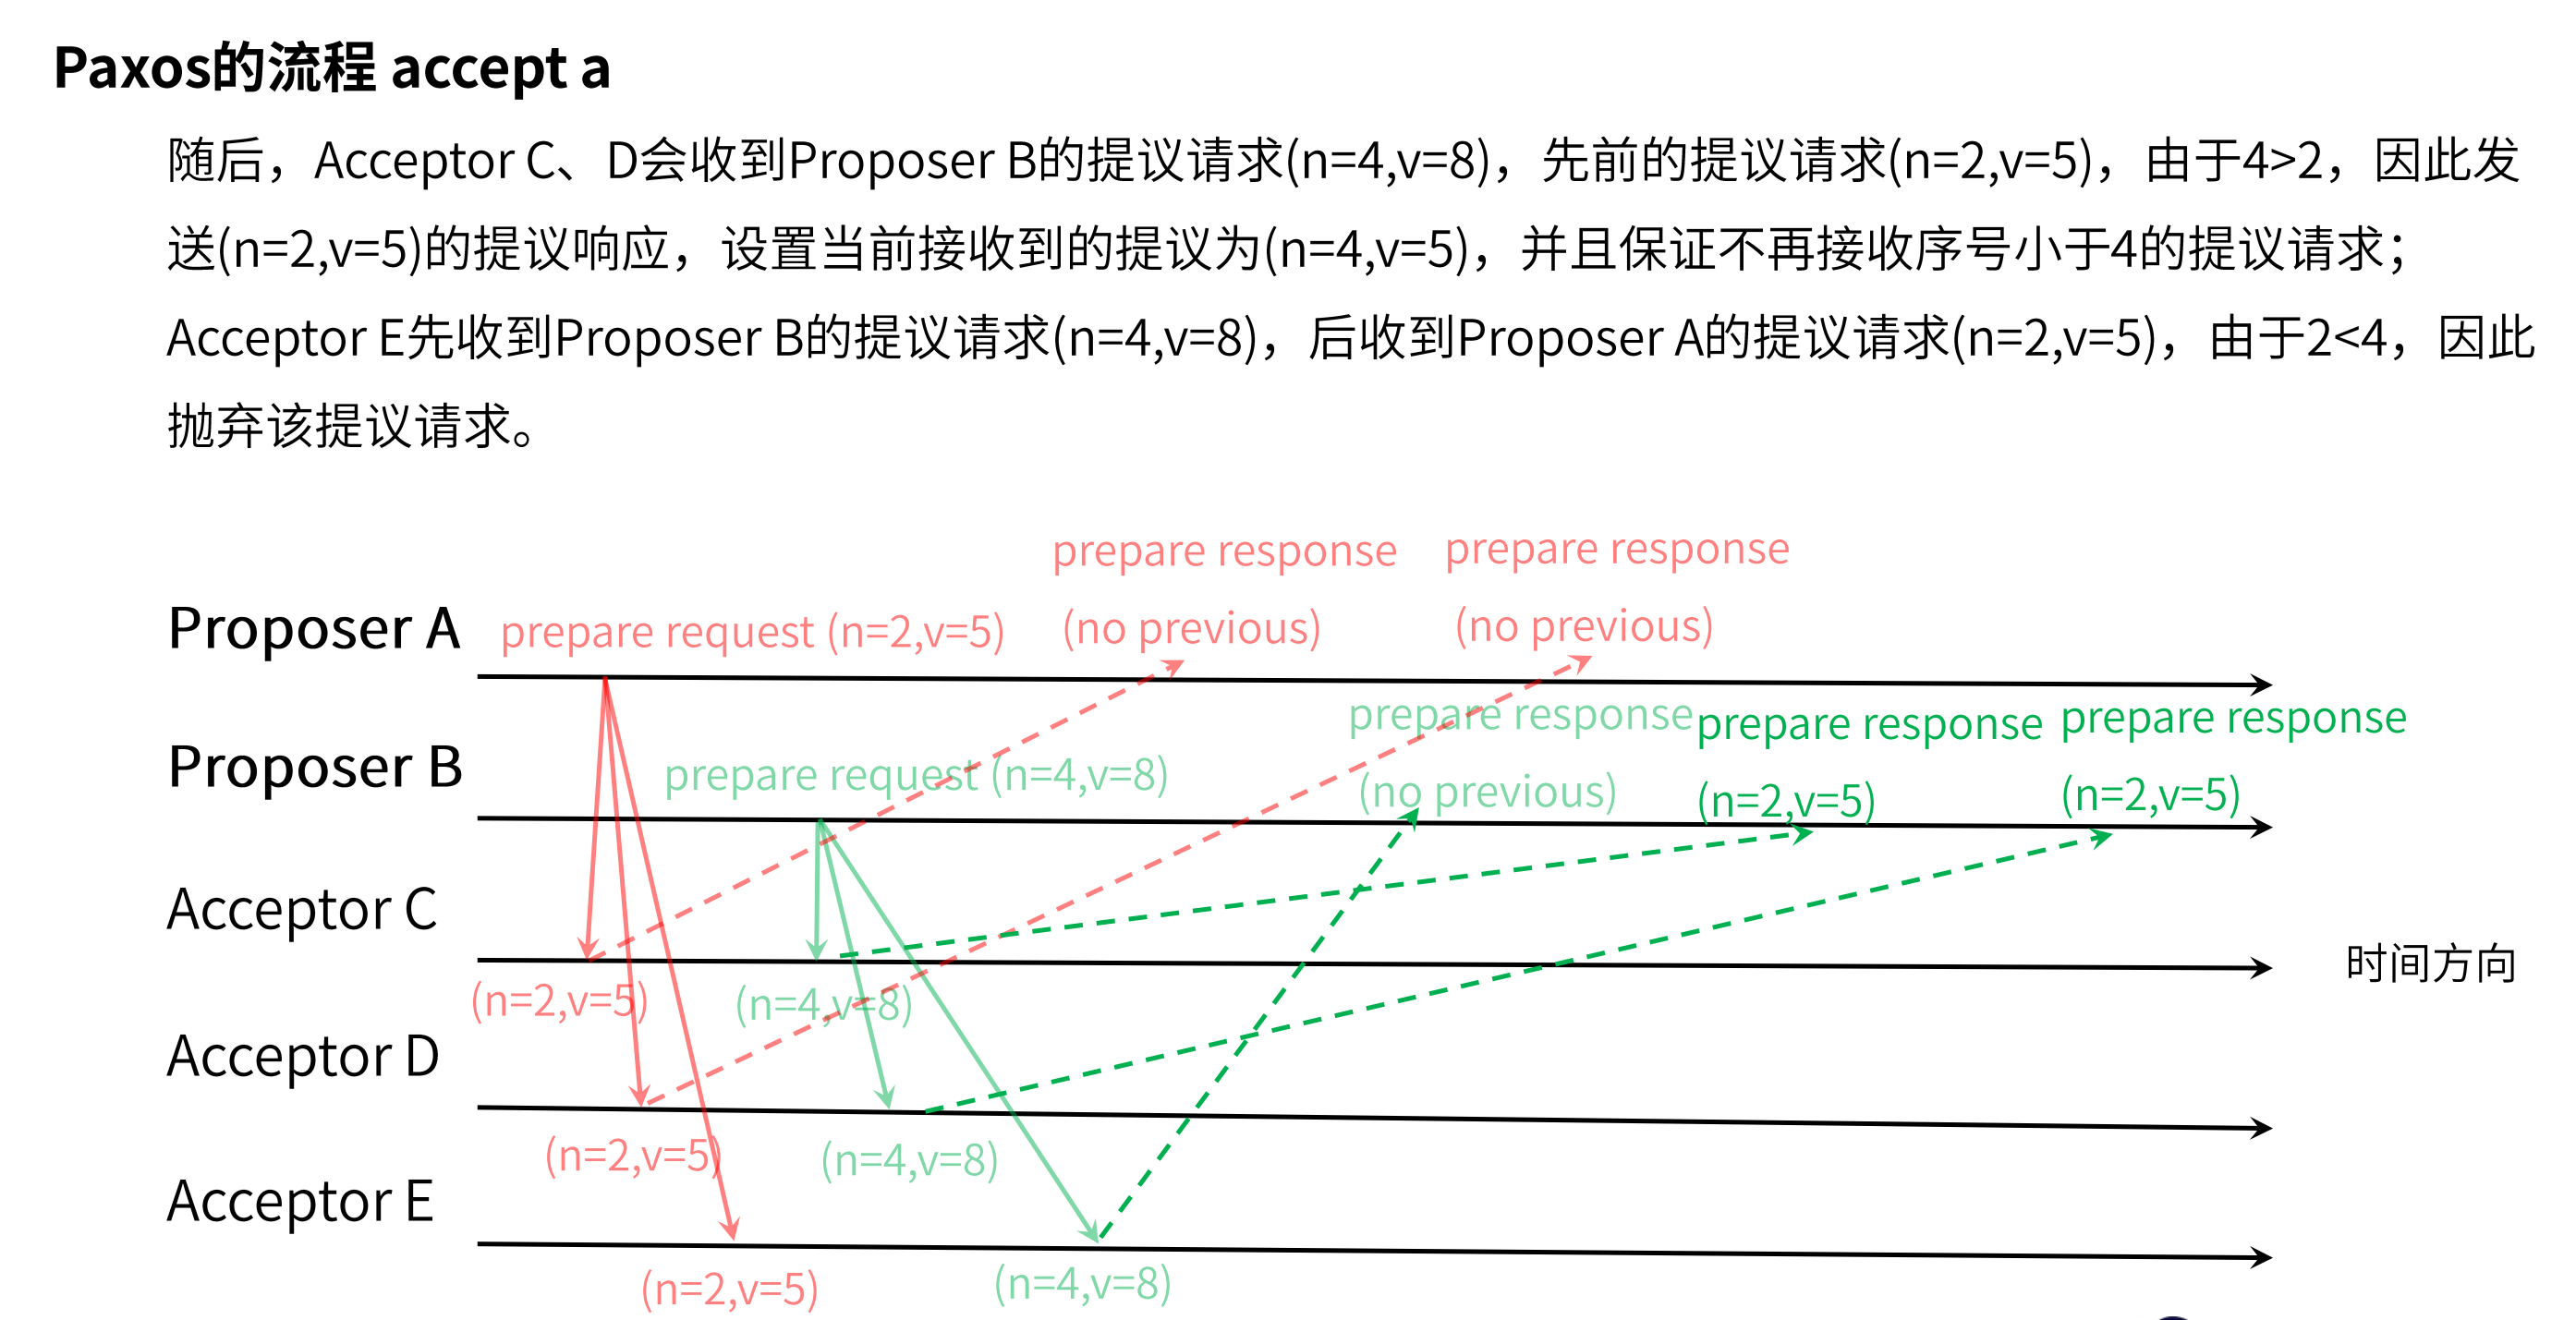 Paxos的流程 accept a
随后，Acceptor C、D会收到Proposer B的提议请求(n=4,v=8)，先前的提议请求(n=2,v=5)，由于4>2，因此发
送(n=2,v=5)的提议响应，设置当前接收到的提议为(n=4,v=5)，并且保证不再接收序号小于4的提议请求；
Acceptor E先收到Proposer B的提议请求(n=4,v=8)，后收到Proposer A的提议请求(n=2,v=5)，由于2<4，因此
抛弃该提议请求。
prepare response
(no previous)
prepare response
(no previous)
Proposer A
prepare request (n=2,v=5)
Proposer B
prepare request (n=4,v=8)
prepare response
(no previous)
prepare response
(n=2,v=5)
prepare response
(n=2,v=5)
Acceptor C
时间方向
(n=2,v=5)
(n=4,v=8)
Acceptor D
(n=2,v=5)
(n=4,v=8)
Acceptor E
(n=2,v=5)
(n=4,v=8)